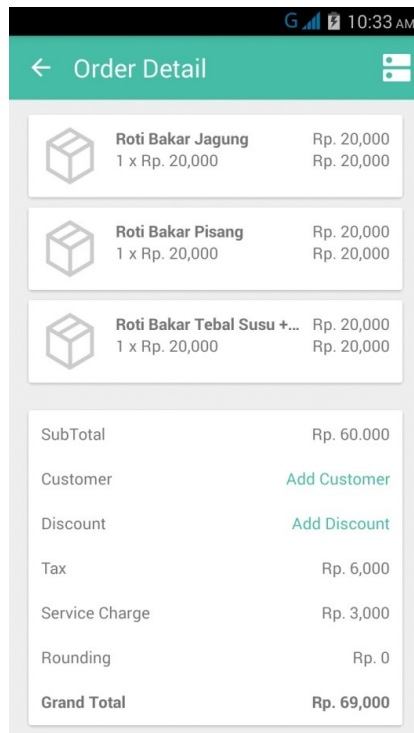 G 10:33 AM
Order Detail
Roti Bakar Jagung Rp. 20,000
1 x Rp. 20,000 Rp. 20,000
Roti Bakar Pisang Rp. 20,000
1 x Rp. 20,000 Rp. 20,000
Roti Bakar Tebal Susu +... Rp. 20,000
1 x Rp. 20,000 Rp. 20,000
SubTotal Rp. 60.000
Customer Add Customer
Discount Add Discount
Tax Rp. 6,000
Service Charge Rp. 3,000
Rounding Rp. 0
Grand Total Rp. 69,000